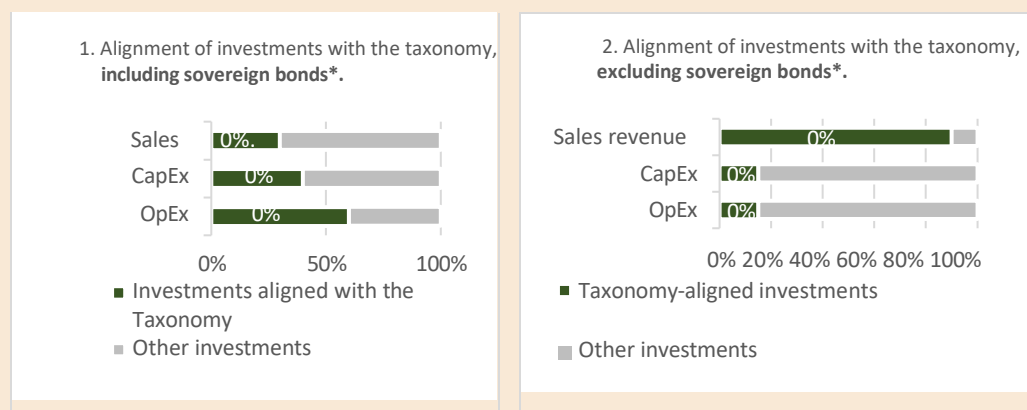 1. Alignment of investments with the taxonomy,
including sovereign bonds*.
Sales 0%.
CapEx 0%
OpEx 0%
0% 50% 100%
Investments aligned with the
Taxonomy
Other investments
2. Alignment of investments with the taxonomy,
excluding sovereign bonds*.
Sales revenue 0%
CapEx 0%
OpEx 0%
0% 20% 40% 60% 80% 100%
Taxonomy-aligned investments
Other investments